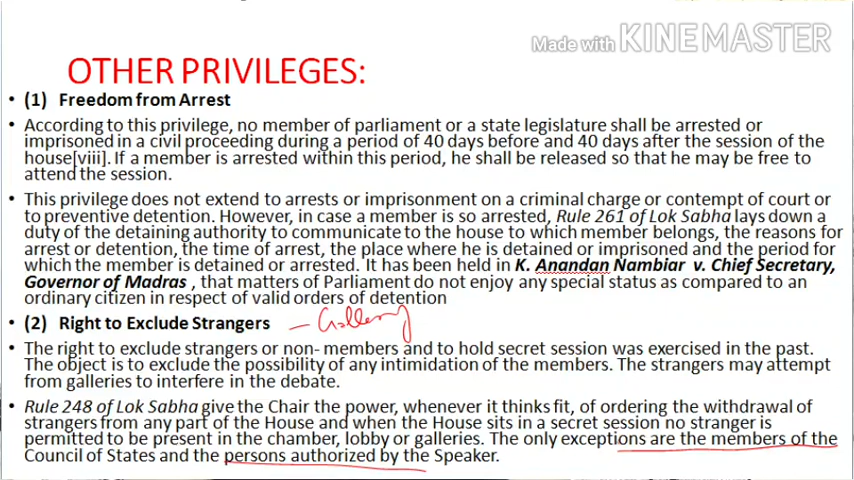 Made with KINEMASTER
OTHER PRIVILEGES:
• (1) Freedom from Arrest
• According to this privilege, no member of parliament or a state legislature shall be arrested or
imprisoned in a civil proceeding during a period of 40 days before and 40 days after the session of the
house[viii]. If a member is arrested within this period, he shall be released so that he may be free to
attend the session.
• This privilege does not extend to arrests or imprisonment on a criminal charge or contempt of court or
to preventive detention. However, in case a member is so arrested, Rule 261 of Lok Sabha lays down a
duty of the detaining authority to communicate to the house to which member belongs, the reasons for
arrest or detention, the time of arrest, the place where he is detained or imprisoned and the period for
which the member is detained or arrested. It has been held in K. Anandan Nambiar v. Chief Secretary,
Governor of Madras , that matters of Parliament do not enjoy any special status as compared to an
ordinary citizen in respect of valid orders of detention
• (2) Right to Exclude Strangers — Gallery
• The right to exclude strangers or non- members and to hold secret session was exercised in the past.
The object is to exclude the possibility of any intimidation of the members. The strangers may attempt
from galleries to interfere in the debate.
• Rule 248 of Lok Sabha give the Chair the power, whenever it thinks fit, of ordering the withdrawal of
strangers from any part of the House and when the House sits in a secret session no stranger is
permitted to be present in the chamber, lobby or galleries. The only exceptions are the members of the
Council of States and the persons authorized by the Speaker.